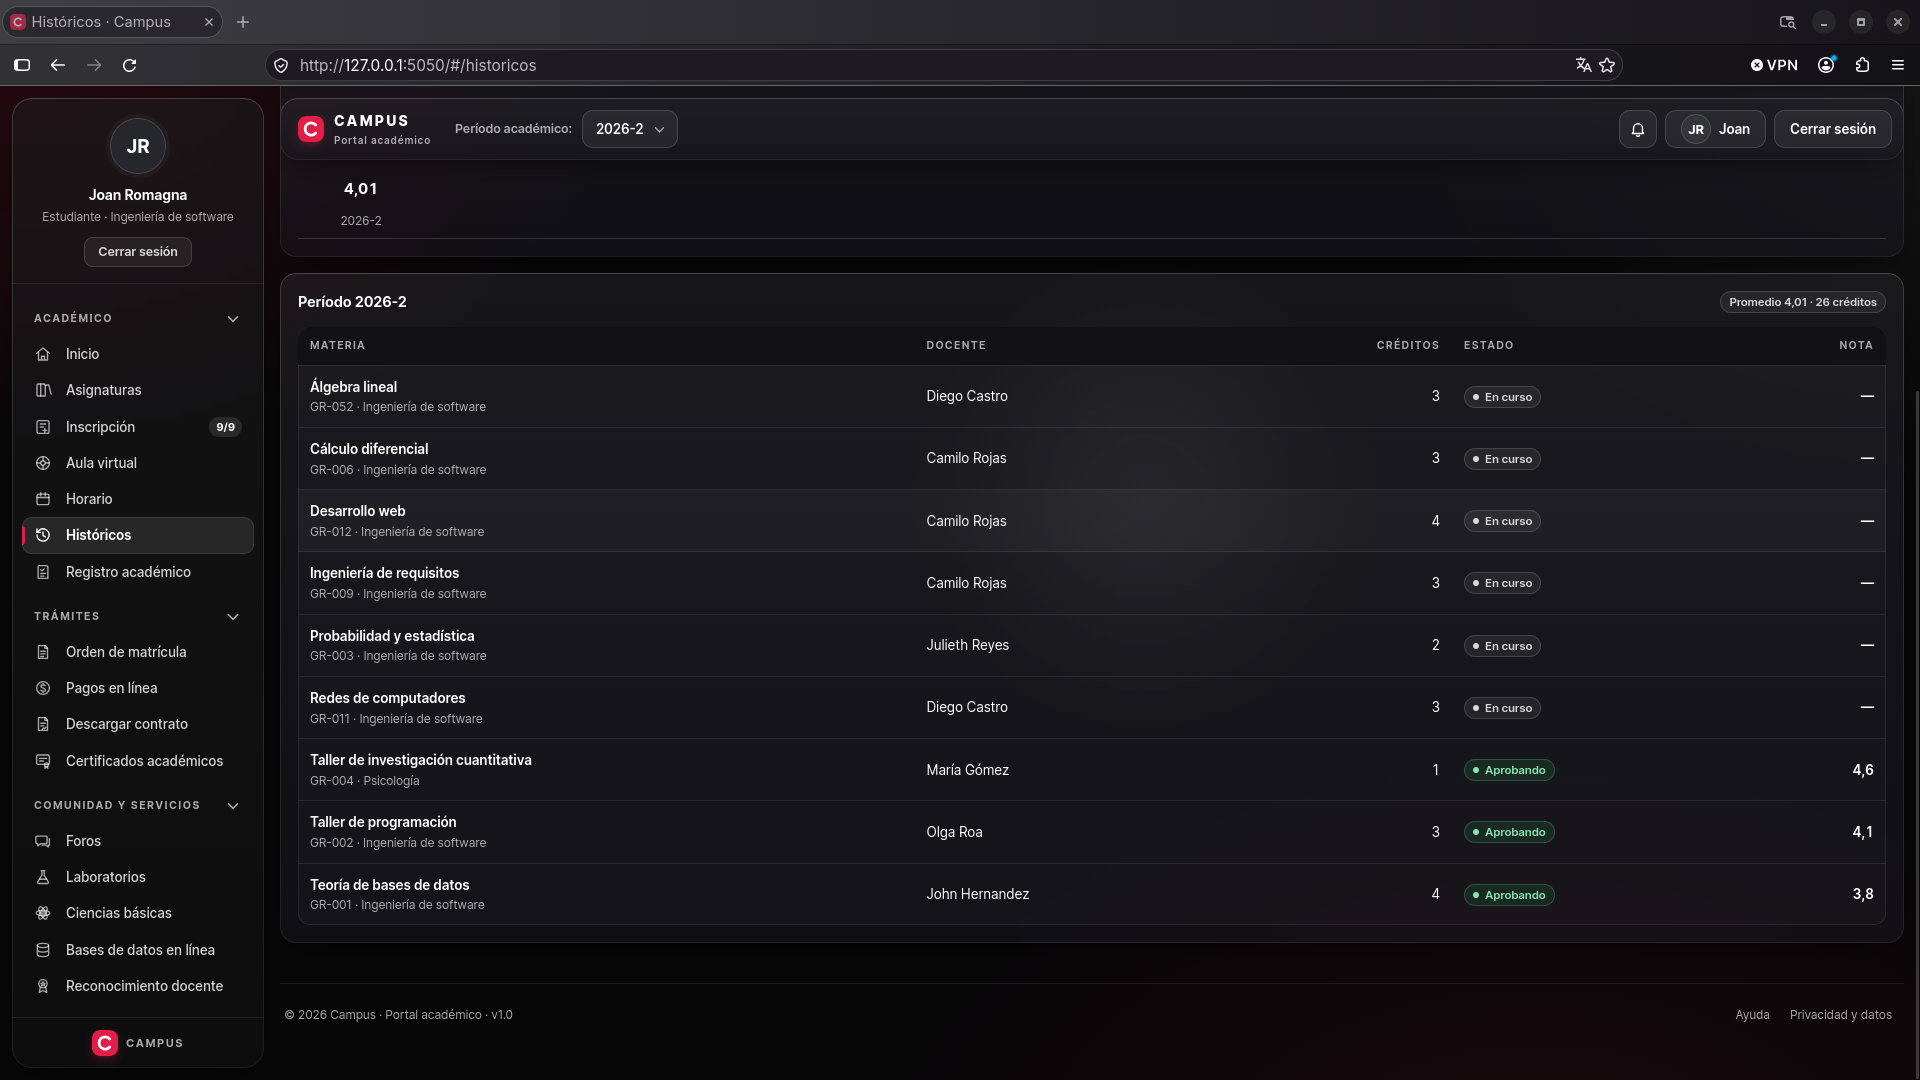 Históricos · Campus
http://127.0.0.1:5050/#/historicos
VPN
JR
Joan Romagna
Estudiante · Ingeniería de software
Cerrar sesión
ACADÉMICO
Inicio
Asignaturas
Inscripción 9/9
Aula virtual
Horario
Históricos
Registro académico
TRÁMITES
Orden de matrícula
Pagos en línea
Descargar contrato
Certificados académicos
COMUNIDAD Y SERVICIOS
Foros
Laboratorios
Ciencias básicas
Bases de datos en línea
Reconocimiento docente
C CAMPUS
C CAMPUS
Portal académico
Período académico: 2026-2
JR Joan
Cerrar sesión
4,01
2026-2
Período 2026-2
Promedio 4,01 · 26 créditos
MATERIA DOCENTE CRÉDITOS ESTADO NOTA
Álgebra lineal
GR-052 · Ingeniería de software
Diego Castro 3 En curso —
Cálculo diferencial
GR-006 · Ingeniería de software
Camilo Rojas 3 En curso —
Desarrollo web
GR-012 · Ingeniería de software
Camilo Rojas 4 En curso —
Ingeniería de requisitos
GR-009 · Ingeniería de software
Camilo Rojas 3 En curso —
Probabilidad y estadística
GR-003 · Ingeniería de software
Julieth Reyes 2 En curso —
Redes de computadores
GR-011 · Ingeniería de software
Diego Castro 3 En curso —
Taller de investigación cuantitativa
GR-004 · Psicología
María Gómez 1 Aprobando 4,6
Taller de programación
GR-002 · Ingeniería de software
Olga Roa 3 Aprobando 4,1
Teoría de bases de datos
GR-001 · Ingeniería de software
John Hernandez 4 Aprobando 3,8
© 2026 Campus · Portal académico · v1.0
Ayuda Privacidad y datos